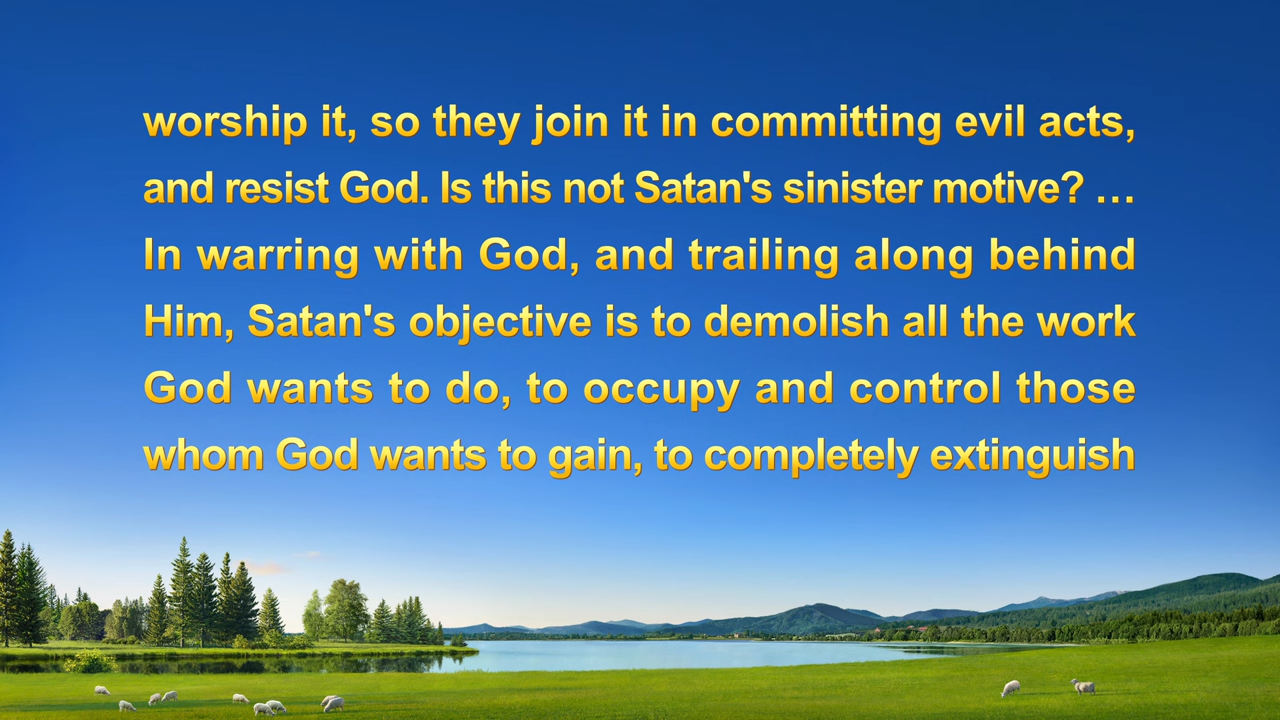 worship it, so they join it in committing evil acts,
and resist God. Is this not Satan's sinister motive? …
In warring with God, and trailing along behind
Him, Satan's objective is to demolish all the work
God wants to do, to occupy and control those
whom God wants to gain, to completely extinguish